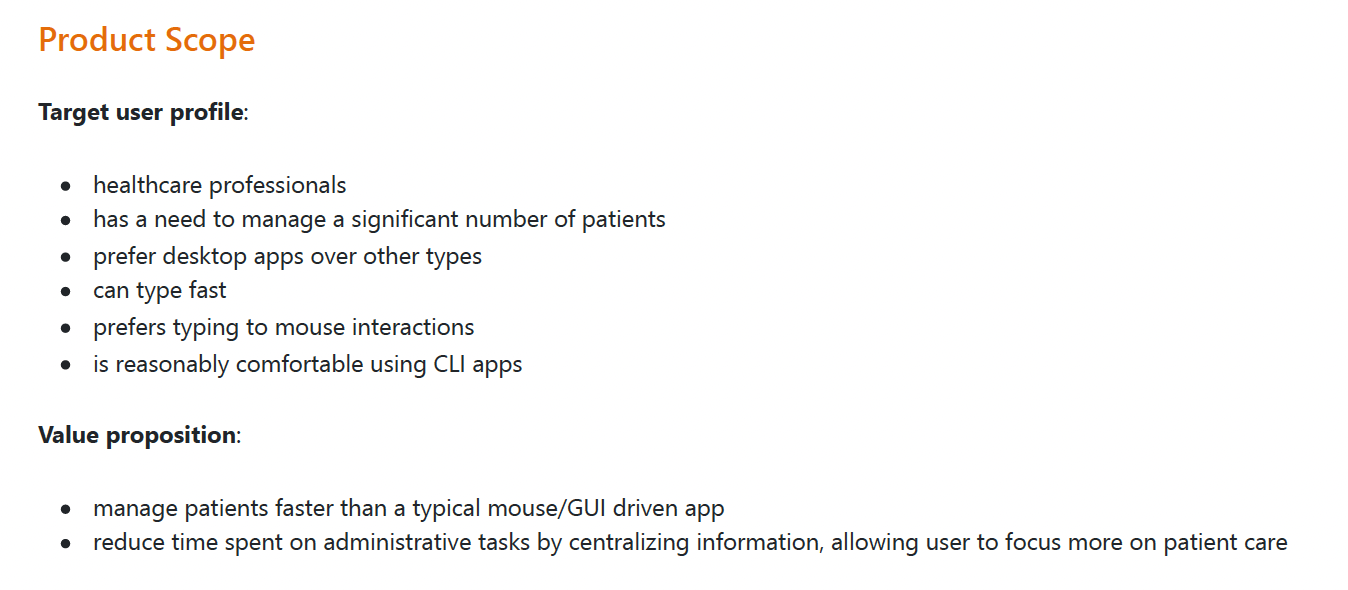 Product Scope
Target user profile:
• healthcare professionals
• has a need to manage a significant number of patients
• prefer desktop apps over other types
• can type fast
• prefers typing to mouse interactions
• is reasonably comfortable using CLI apps
Value proposition:
• manage patients faster than a typical mouse/GUI driven app
• reduce time spent on administrative tasks by centralizing information, allowing user to focus more on patient care